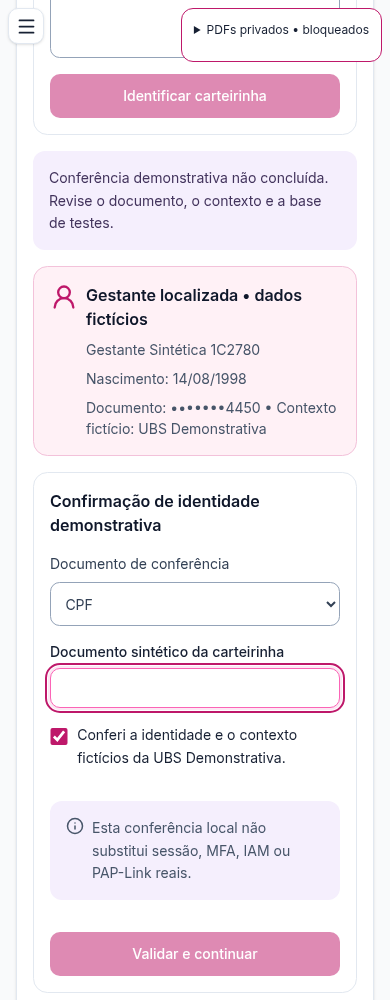 ▶ PDFs privados • bloqueados
Identificar carteirinha
Conferência demonstrativa não concluída.
Revise o documento, o contexto e a base
de testes.
Gestante localizada • dados
fictícios
Gestante Sintética 1C2780
Nascimento: 14/08/1998
Documento: •••••••4450 • Contexto
fictício: UBS Demonstrativa
Confirmação de identidade
demonstrativa
Documento de conferência
CPF
Documento sintético da carteirinha
Conferi a identidade e o contexto
fictícios da UBS Demonstrativa.
Esta conferência local não
substitui sessão, MFA, IAM ou
PAP-Link reais.
Validar e continuar